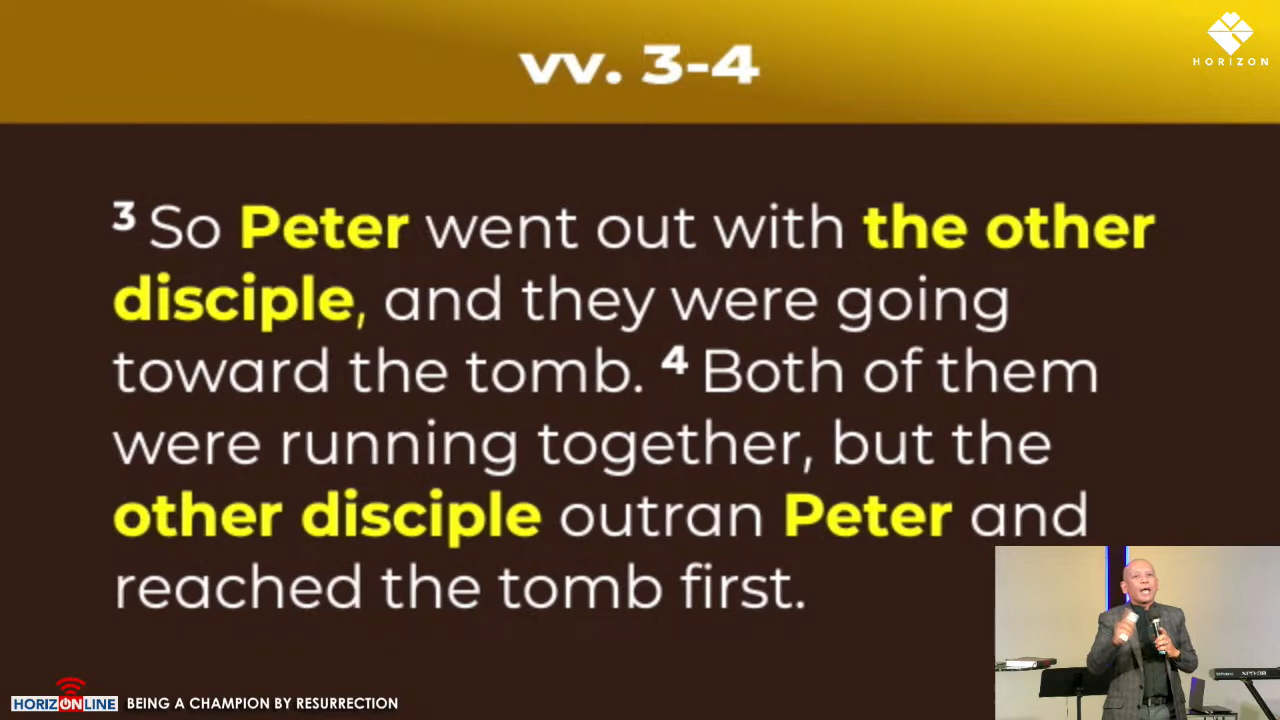 vv. 3-4
HORIZON
3 So Peter went out with the other
disciple, and they were going
toward the tomb. 4 Both of them
were running together, but the
other disciple outran Peter and
reached the tomb first.
HORIZONLINE BEING A CHAMPION BY RESURRECTION